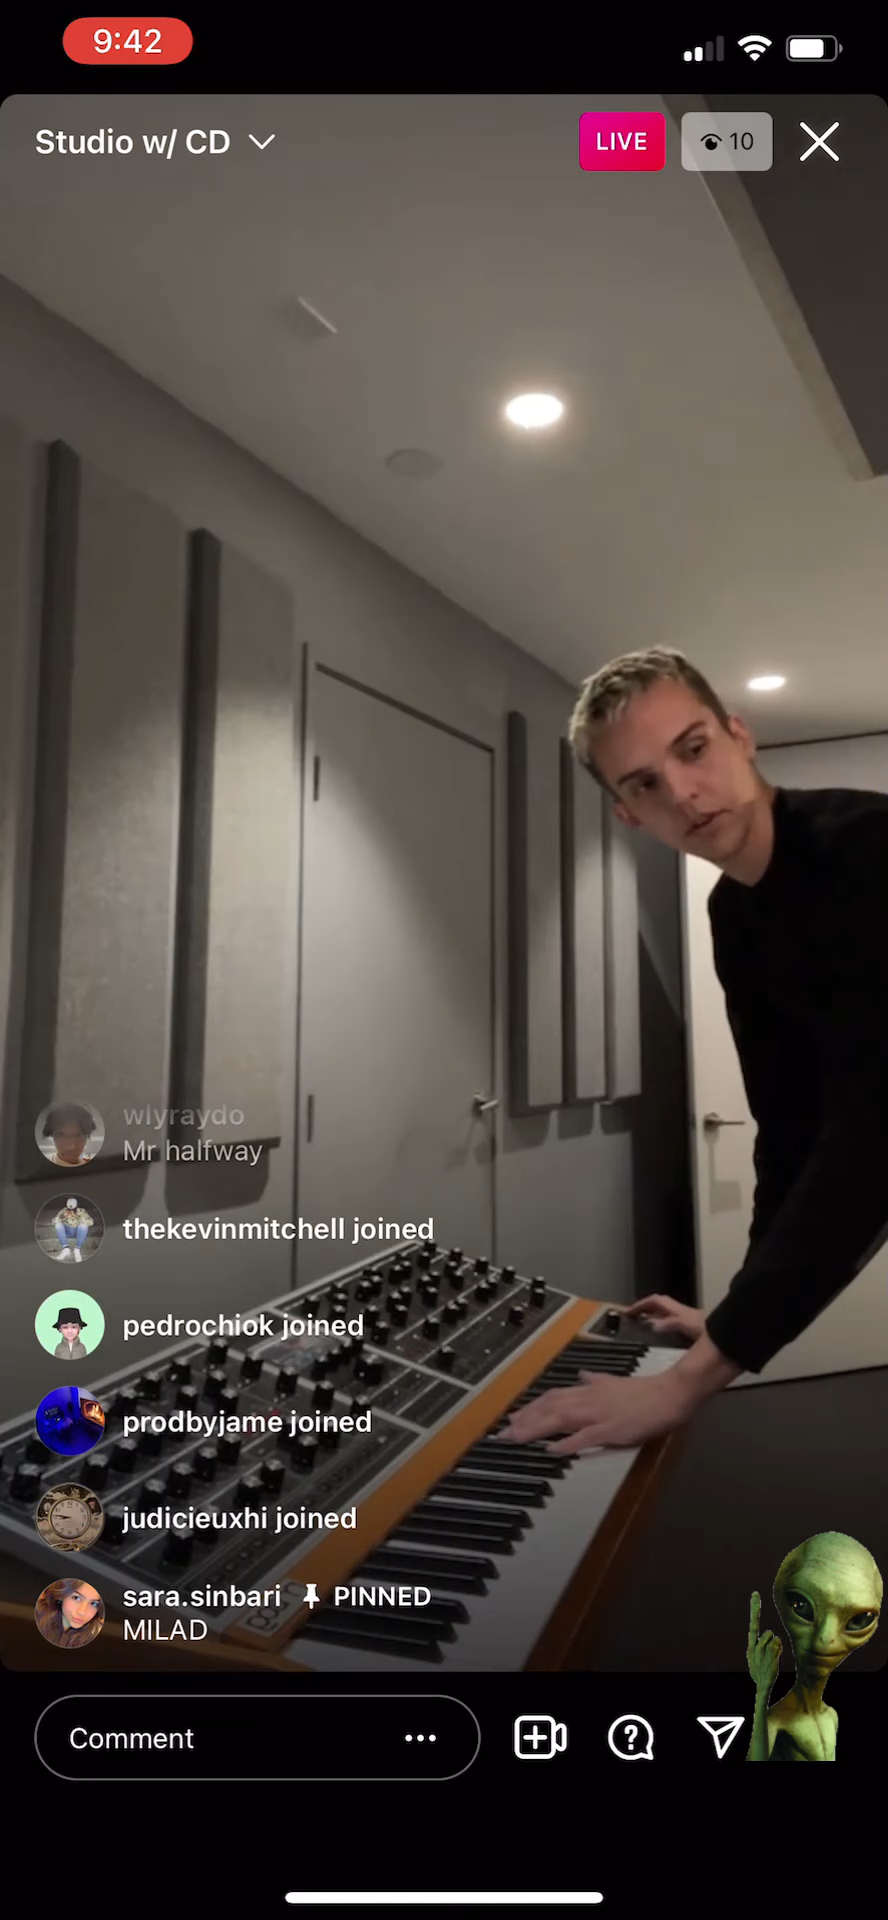 9:42
Studio w/ CD
LIVE
10
wlyraydo
Mr halfway
thekevinmitchell joined
pedrochiok joined
prodbyjame joined
judicieuxhi joined
sara.sinbari PINNED
MILAD
Comment
?